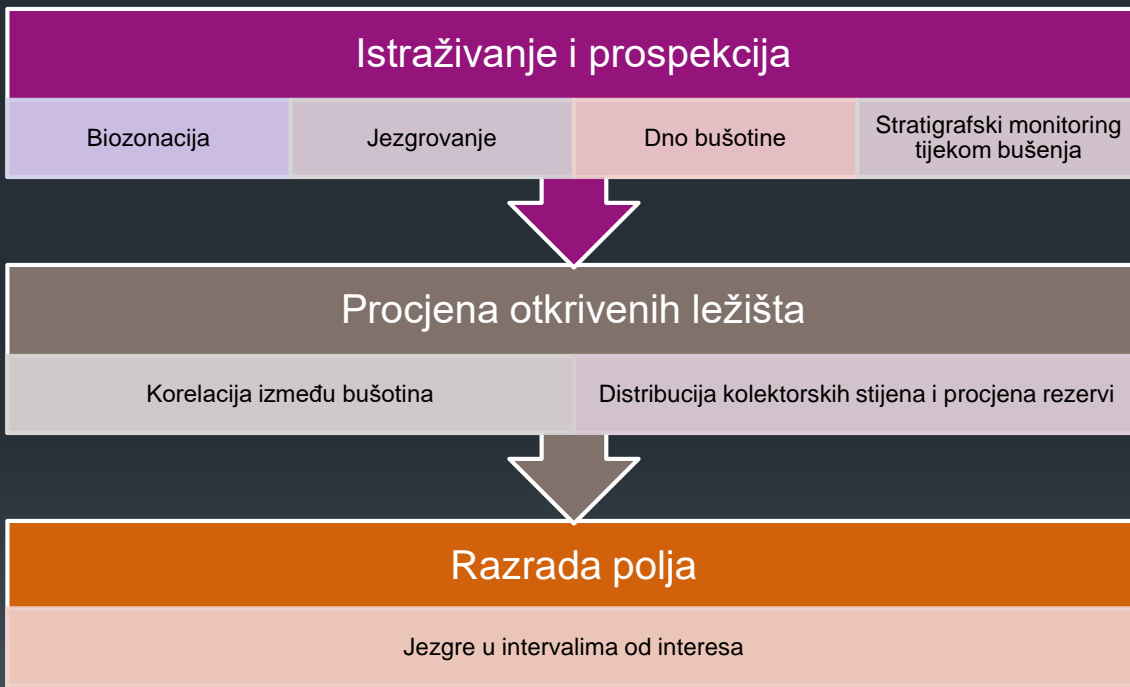 Istraživanje i prospekcija
Biozonacija
Jezgrovanje
Dno bušotine
Stratigrafski monitoring
tijekom bušenja
Procjena otkrivenih ležišta
Korelacija između bušotina
Distribucija kolektorskih stijena i procjena rezervi
Razrada polja
Jezgre u intervalima od interesa